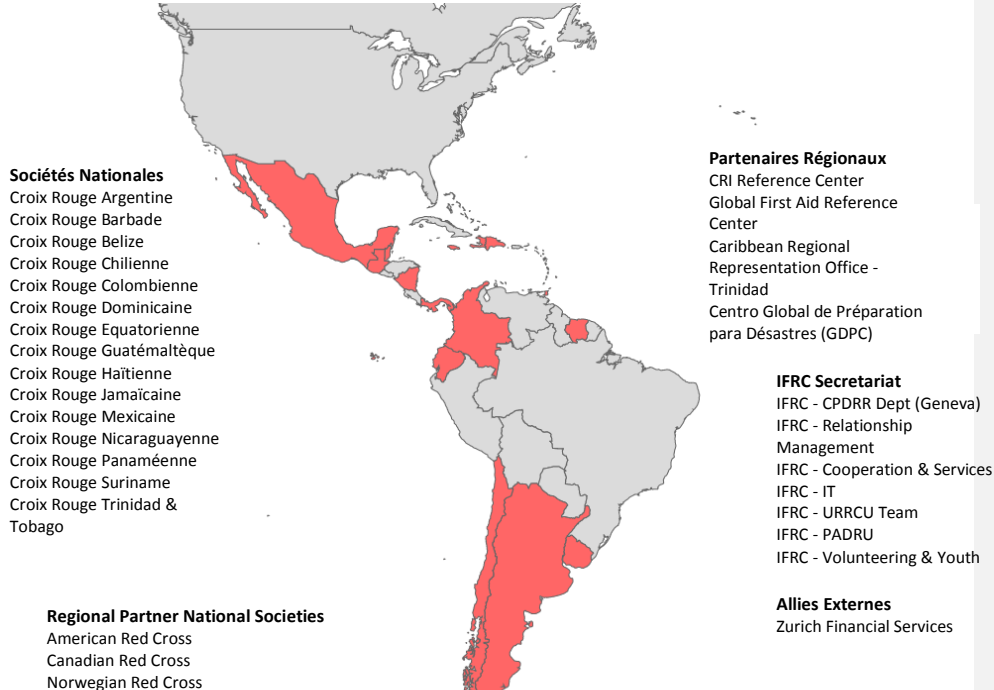 Sociétés Nationales
Croix Rouge Argentine
Croix Rouge Barbade
Croix Rouge Belize
Croix Rouge Chilienne
Croix Rouge Colombienne
Croix Rouge Dominicaine
Croix Rouge Equatorienne
Croix Rouge Guatémaltèque
Croix Rouge Haïtienne
Croix Rouge Jamaïcaine
Croix Rouge Mexicaine
Croix Rouge Nicaraguayenne
Croix Rouge Panaméenne
Croix Rouge Suriname
Croix Rouge Trinidad &
Tobago
Regional Partner National Societies
American Red Cross
Canadian Red Cross
Norwegian Red Cross
Partenaires Régionaux
CRI Reference Center
Global First Aid Reference
Center
Caribbean Regional
Representation Office -
Trinidad
Centro Global de Préparation
para Désastres (GDPC)
IFRC Secretariat
IFRC - CPDRR Dept (Geneva)
IFRC - Relationship
Management
IFRC - Cooperation & Services
IFRC - IT
IFRC - URRCU Team
IFRC - PADRU
IFRC - Volunteering & Youth
Allies Externes
Zurich Financial Services